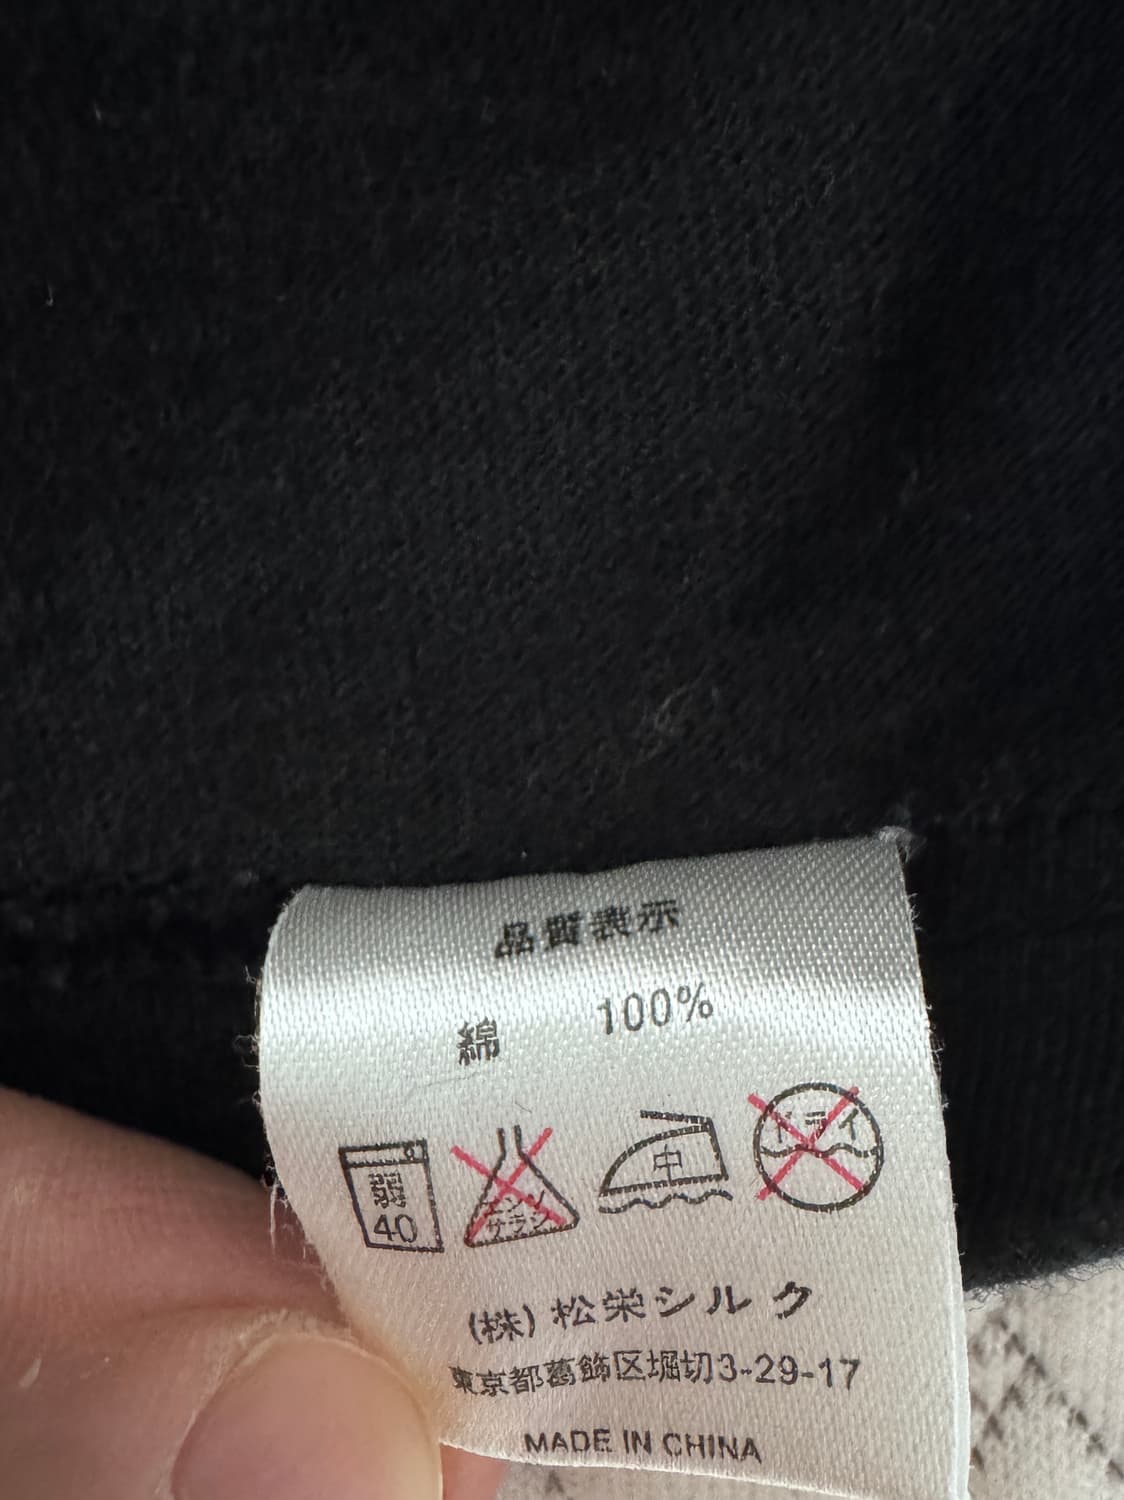 品質表示
綿 100%
弱 40
エンソ
サラシ
中
ドライ
(株) 松栄シルク
東京都葛飾区堀切3-29-17
MADE IN CHINA